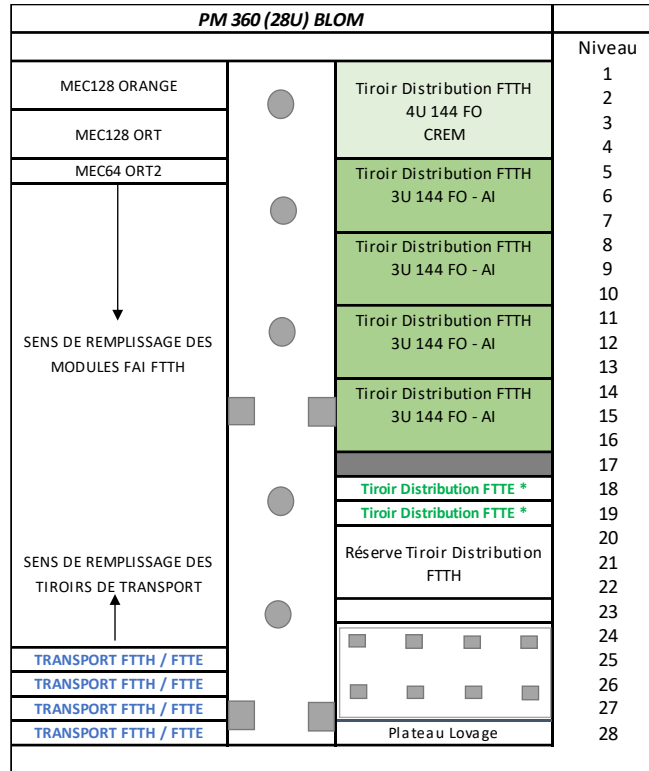 PM 360 (28U) BLOM
Niveau
MEC128 ORANGE
MEC128 ORT
MEC64 ORT2
SENS DE REMPLISSAGE DES
MODULES FAI FTTH
SENS DE REMPLISSAGE DES
TIROIRS DE TRANSPORT
TRANSPORT FTTH / FTTE
TRANSPORT FTTH / FTTE
TRANSPORT FTTH / FTTE
TRANSPORT FTTH / FTTE
Tiroir Distribution FTTH
4U 144 FO
CREM
Tiroir Distribution FTTH
3U 144 FO - AI
Tiroir Distribution FTTH
3U 144 FO - AI
Tiroir Distribution FTTH
3U 144 FO - AI
Tiroir Distribution FTTH
3U 144 FO - AI
Tiroir Distribution FTTE *
Tiroir Distribution FTTE *
Réserve Tiroir Distribution
FTTH
Plateau Lovage
1
2
3
4
5
6
7
8
9
10
11
12
13
14
15
16
17
18
19
20
21
22
23
24
25
26
27
28